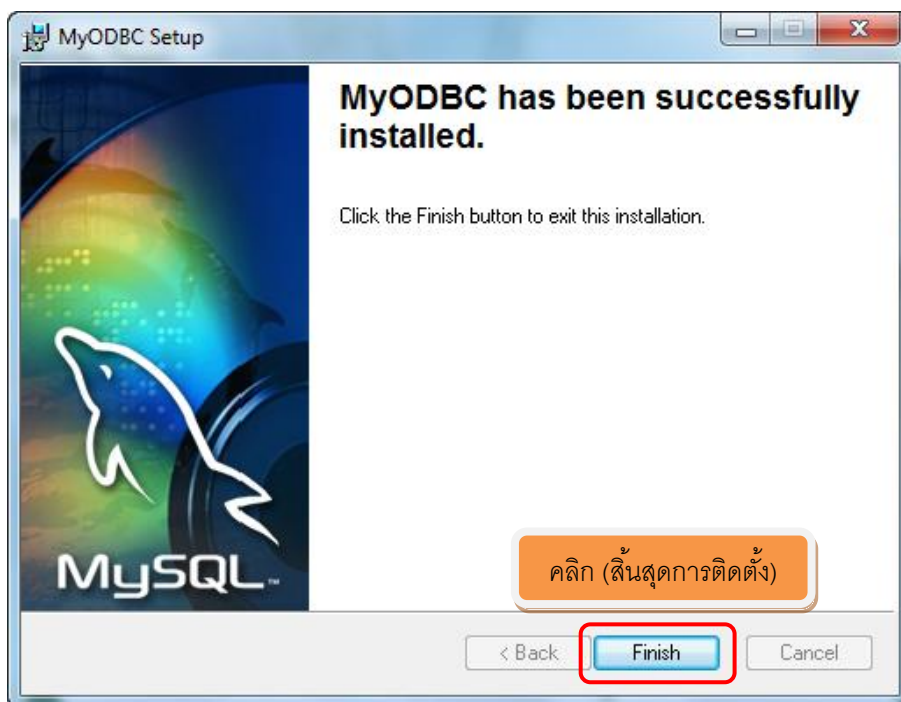 MyODBC Setup
MyODBC has been successfully
installed.
Click the Finish button to exit this installation.
MySQL™
คลิก (สิ้นสุดการติดตั้ง)
< Back
Finish
Cancel